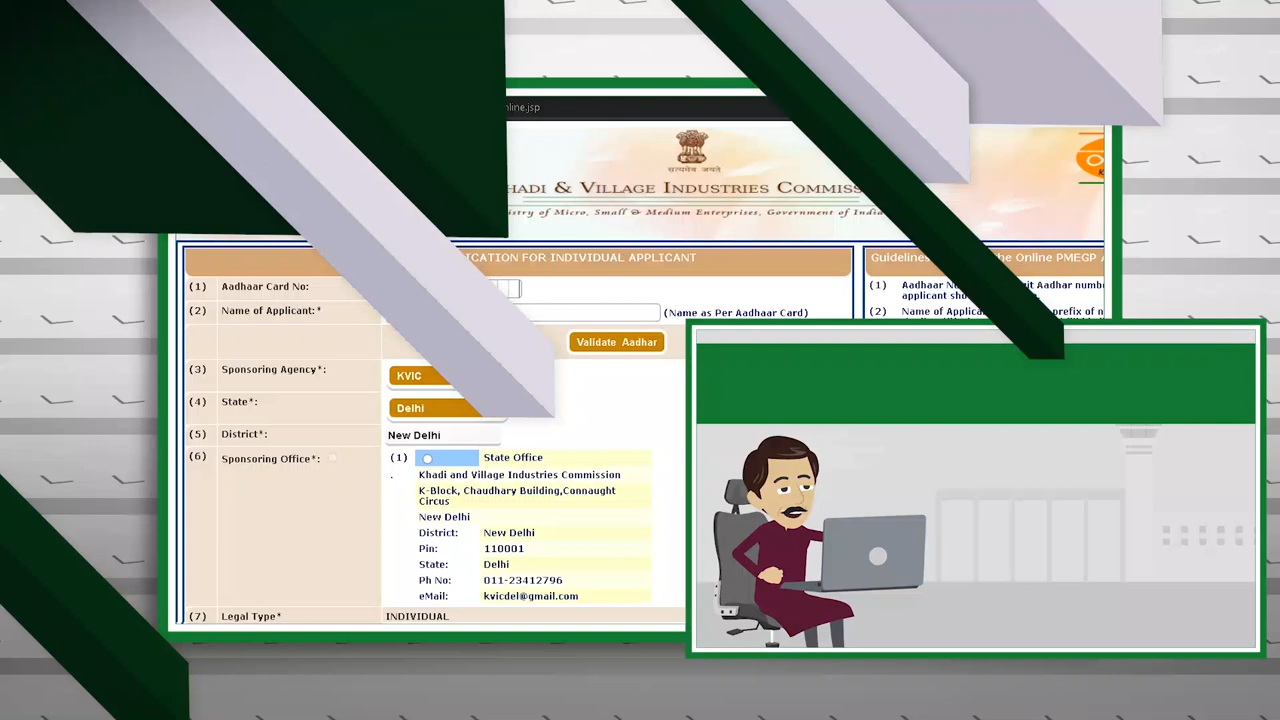 nline.jsp
सत्यमेव जयते
HADI & VILLAGE INDUSTRIES COMMISS
istry of Micro, Small & Medium Enterprises, Government of India
ICATION FOR INDIVIDUAL APPLICANT
(1) Aadhaar Card No:
(2) Name of Applicant:* (Name as Per Aadhaar Card)
Validate Aadhar
(3) Sponsoring Agency*: KVIC
(4) State*: Delhi
(5) District*: New Delhi
(6) Sponsoring Office*: (1) State Office
. Khadi and Village Industries Commission
K-Block, Chaudhary Building,Connaught
Circus
New Delhi
District: New Delhi
Pin: 110001
State: Delhi
Ph No: 011-23412796
eMail: kvicdel@gmail.com
(7) Legal Type* INDIVIDUAL
Guidelines the Online PMEGP A
(1) Aadhaar N it Aadhar numb
applicant sho
(2) Name of Applic prefix of n